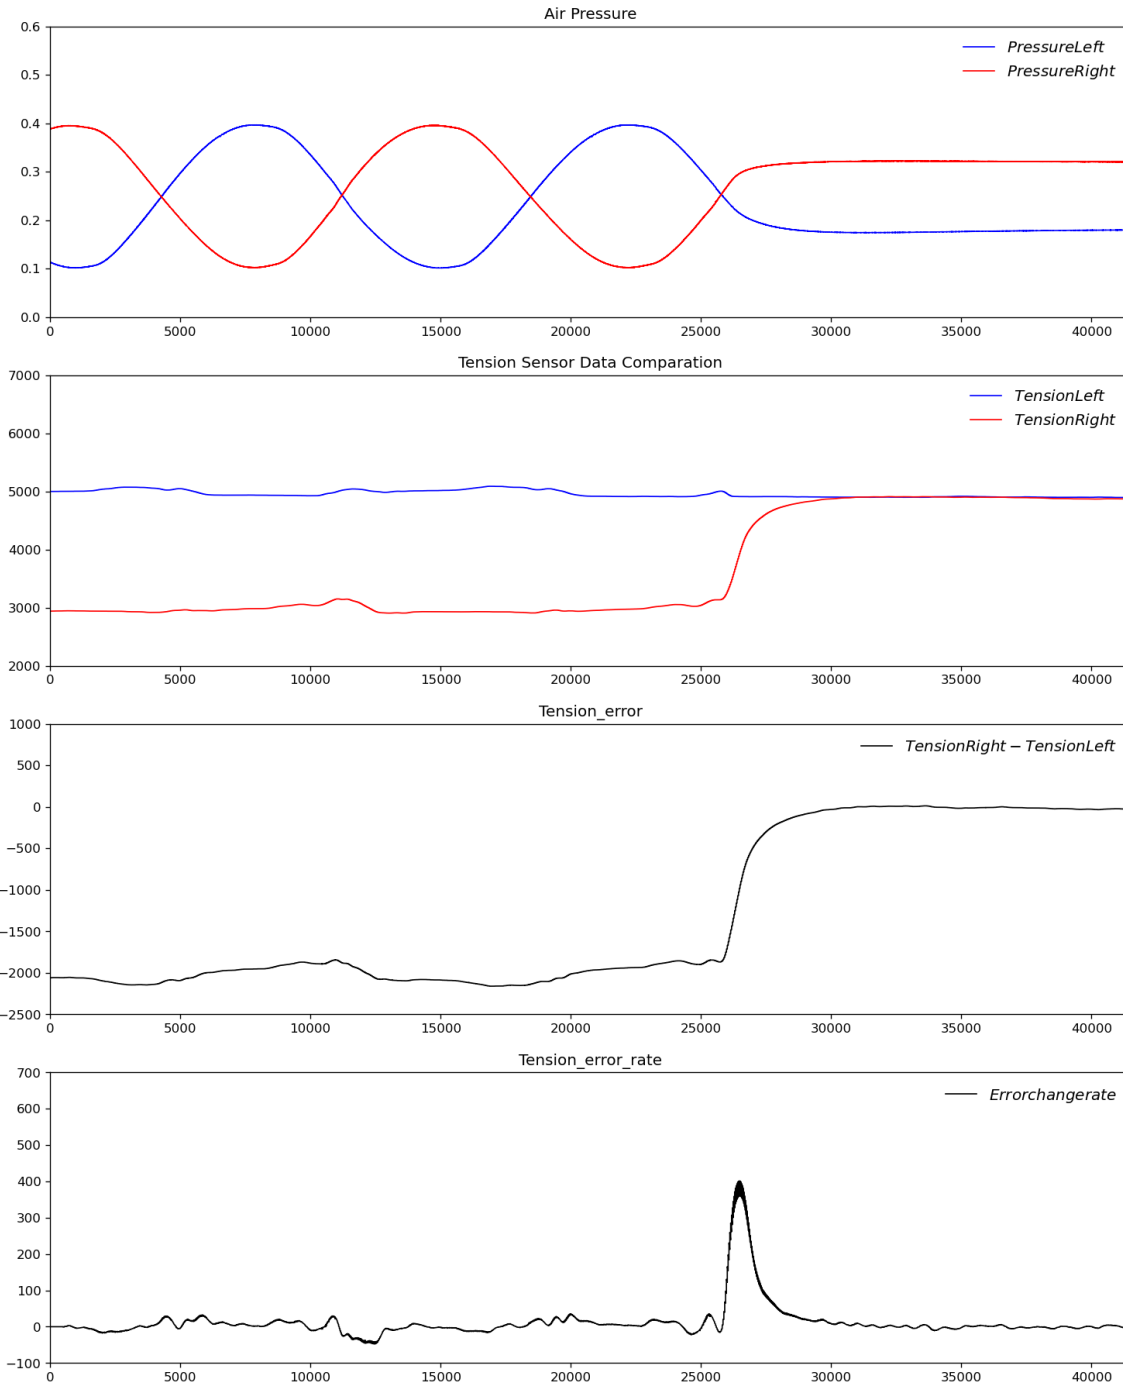 Air Pressure
0.6
0.5
0.4
0.3
0.2
0.1
0.0
PressureLeft
PressureRight
0 5000 10000 15000 20000 25000 30000 35000 40000
Tension Sensor Data Comparation
7000
6000
5000
4000
3000
2000
TensionLeft
TensionRight
0 5000 10000 15000 20000 25000 30000 35000 40000
Tension_error
1000
500
0
−500
−1000
−1500
−2000
−2500
TensionRight − TensionLeft
0 5000 10000 15000 20000 25000 30000 35000 40000
Tension_error_rate
700
600
500
400
300
200
100
0
−100
Errorchangerate
0 5000 10000 15000 20000 25000 30000 35000 40000